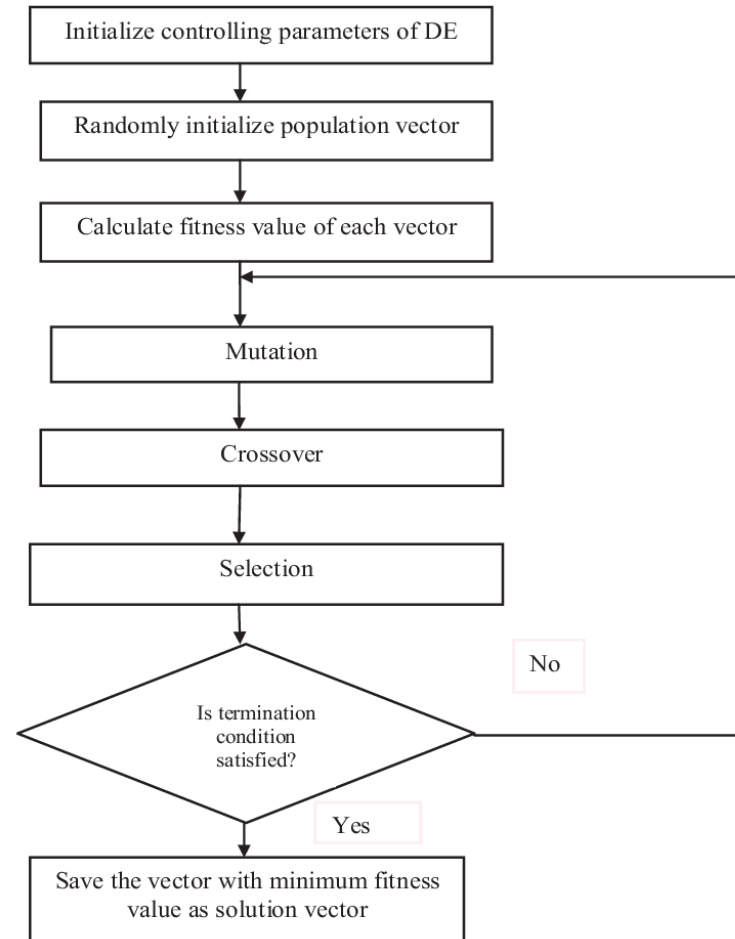 Initialize controlling parameters of DE
Randomly initialize population vector
Calculate fitness value of each vector
Mutation
Crossover
Selection
No
Is termination
condition
satisfied?
Yes
Save the vector with minimum fitness
value as solution vector